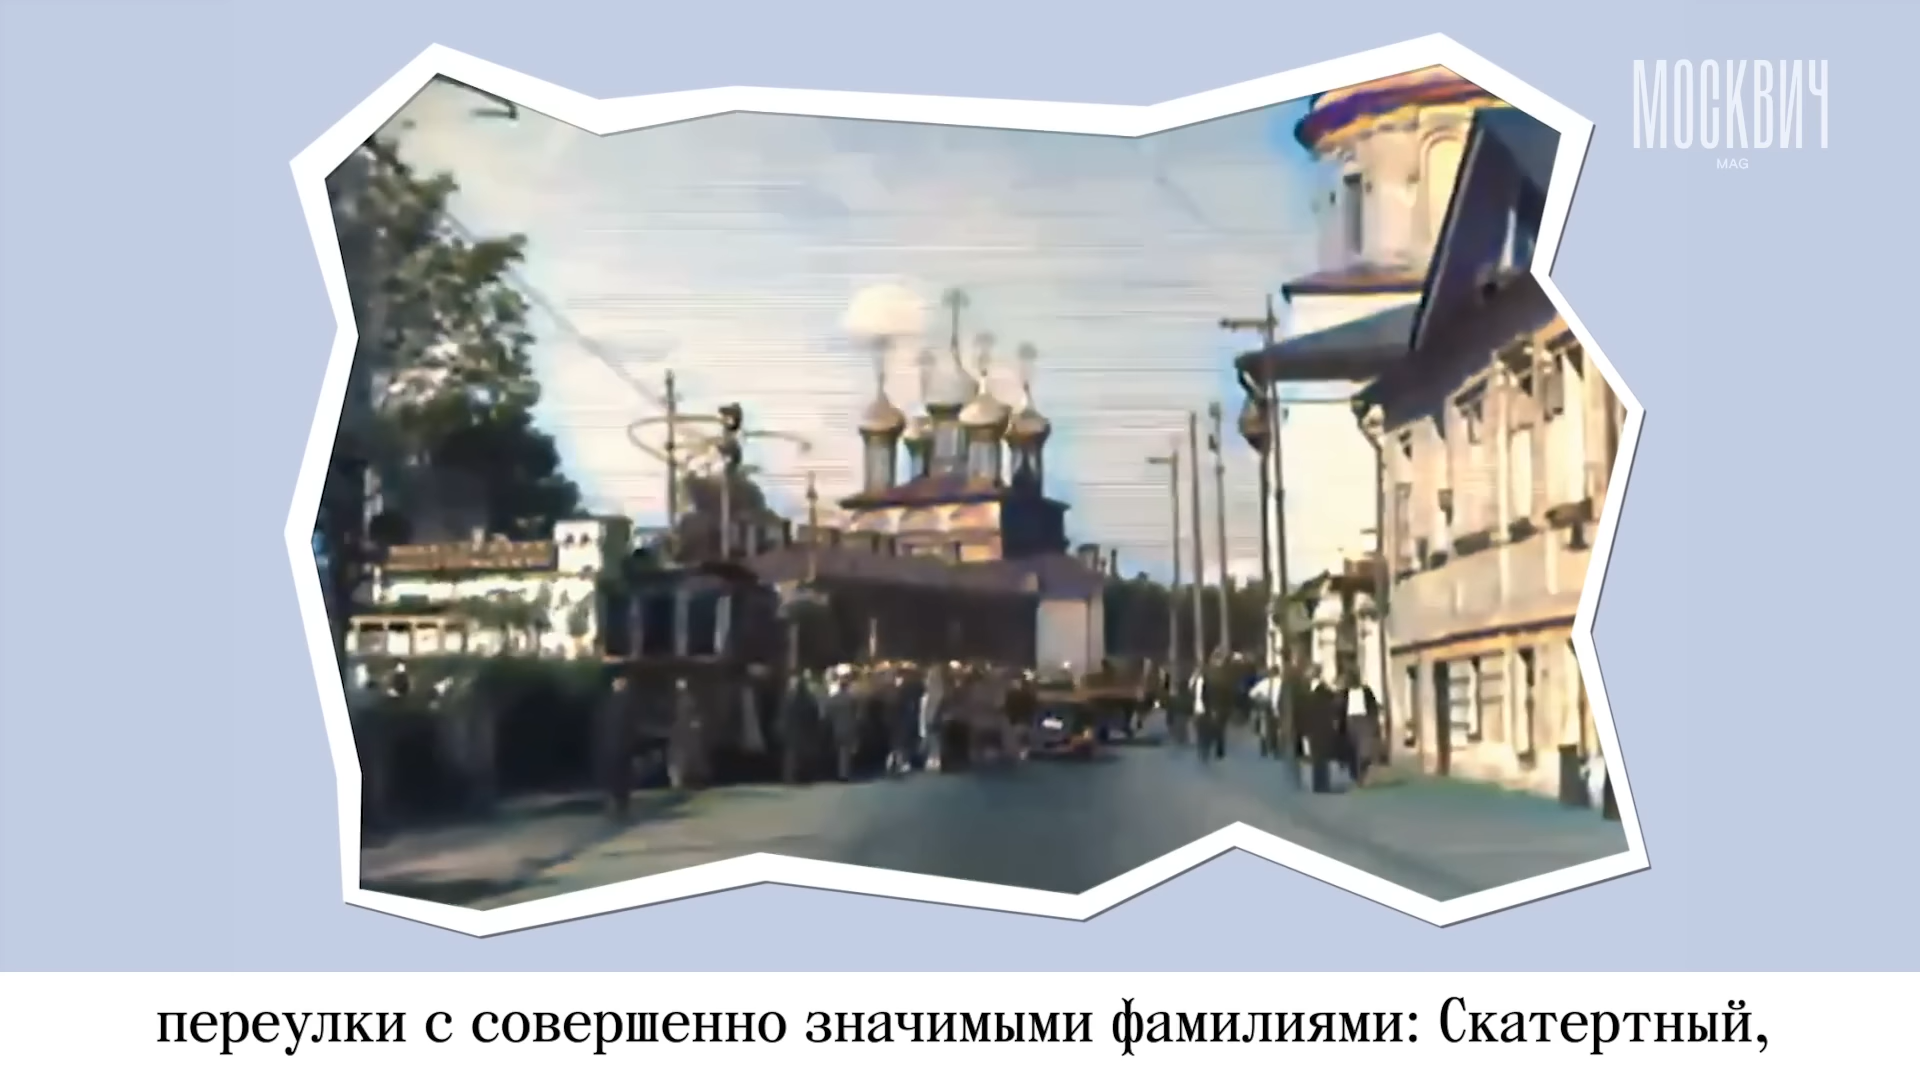 МОСКВИЧ
MAG
переулки с совершенно значимыми фамилиями: Скатертный,